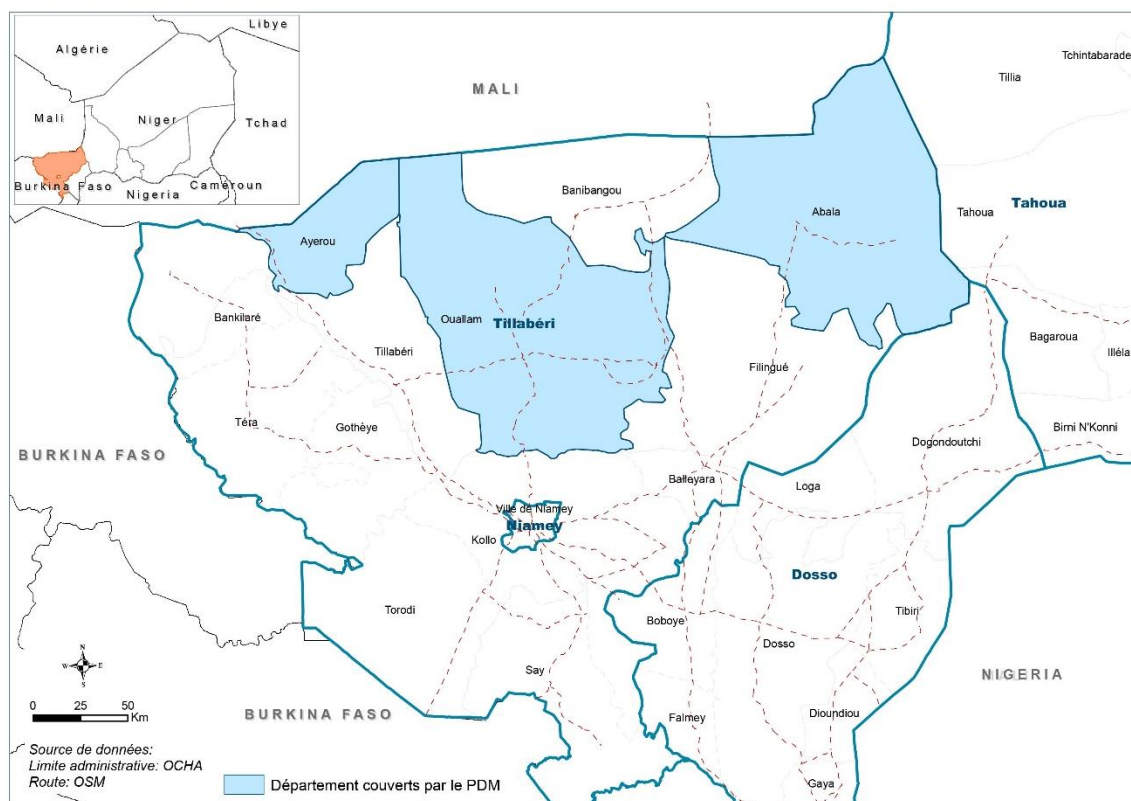 Libye
Algérie
Mali
Niger
Tchad
Burkina Faso
Nigeria
Caméroun
MALI
Tchintabarade
Tillia
Banibangou
Abala
Tahoua
Tahoua
Ayerou
Bankilaré
Ouallam
Tillabéri
Tillabéri
Filingué
Bagaroua
Illéla
Téra
Gothèye
Dogondoutchi
Birni N'Konni
BURKINA FASO
Balleyara
Loga
Ville de Niamey
Niamey
Kollo
Dosso
Torodi
Boboye
Dosso
Tibiri
Say
NIGERIA
Falmey
Dioundiou
Gaya
BURKINA FASO
N
W E
S
0 25 50
Km
Source de données:
Limite administrative: OCHA
Route: OSM
Département couverts par le PDM